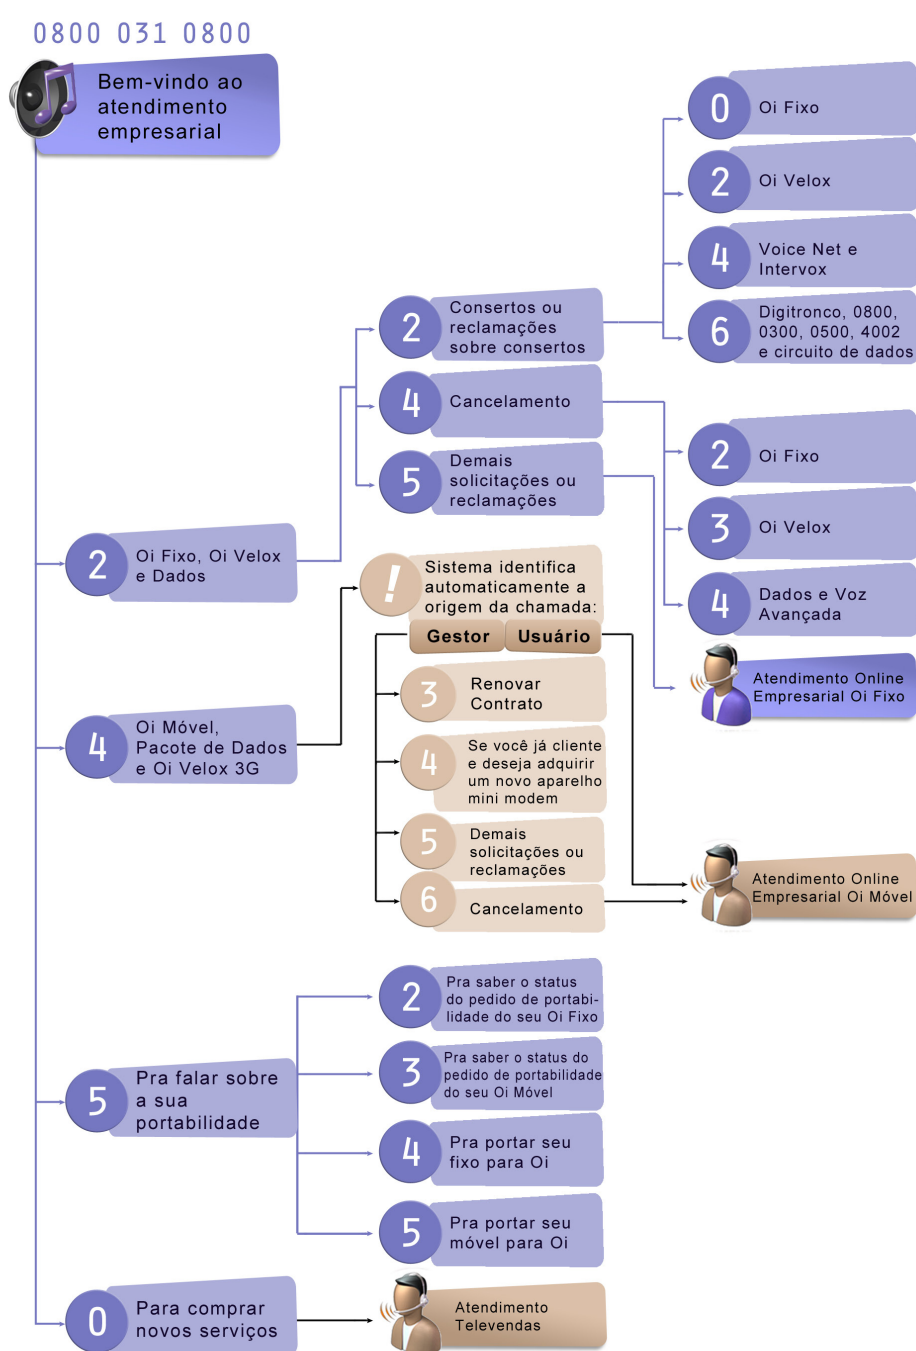 0800 031 0800
Bem-vindo ao
atendimento
empresarial
2
Oi Fixo, Oi Velox
e Dados
2
Consertos ou
reclamações
sobre consertos
0
Oi Fixo
2
Oi Velox
4
Voice Net e
Intervox
6
Digitronco, 0800,
0300, 0500, 4002
e circuito de dados
4
Cancelamento
2
Oi Fixo
3
Oi Velox
4
Dados e Voz
Avançada
5
Demais
solicitações ou
reclamações
Atendimento Online
Empresarial Oi Fixo
4
Oi Móvel,
Pacote de Dados
e Oi Velox 3G
!
Sistema identifica
automaticamente a
origem da chamada:
Gestor
Usuário
3
Renovar
Contrato
4
Se você já cliente
e deseja adquirir
um novo aparelho
mini modem
5
Demais
solicitações ou
reclamações
6
Cancelamento
Atendimento Online
Empresarial Oi Móvel
5
Pra falar sobre
a sua
portabilidade
2
Pra saber o status
do pedido de portabi-
lidade do seu Oi Fixo
3
Pra saber o status do
pedido de portabilidade
do seu Oi Móvel
4
Pra portar seu
fixo para Oi
5
Pra portar seu
móvel para Oi
0
Para comprar
novos serviços
Atendimento
Televendas